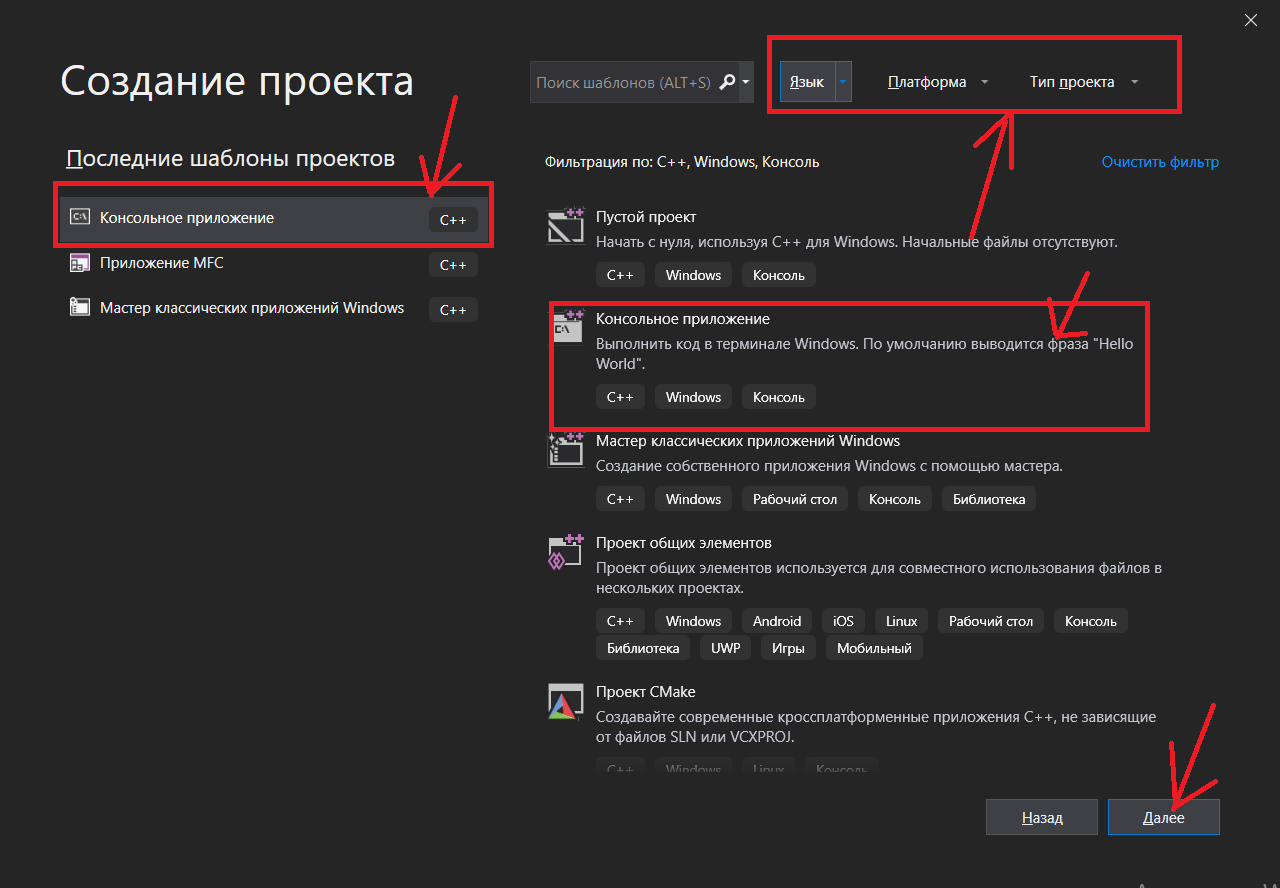 Создание проекта
Поиск шаблонов (ALT+S)
Язык
Платформа
Тип проекта
Последние шаблоны проектов
Консольное приложение
C++
Приложение MFC
C++
Мастер классических приложений Windows
C++
Фильтрация по: C++, Windows, Консоль
Очистить фильтр
Пустой проект
Начать с нуля, используя C++ для Windows. Начальные файлы отсутствуют.
C++ Windows Консоль
Консольное приложение
Выполнить код в терминале Windows. По умолчанию выводится фраза "Hello
World".
C++ Windows Консоль
Мастер классических приложений Windows
Создание собственного приложения Windows с помощью мастера.
C++ Windows Рабочий стол Консоль Библиотека
Проект общих элементов
Проект общих элементов используется для совместного использования файлов в
нескольких проектах.
C++ Windows Android iOS Linux Рабочий стол Консоль
Библиотека UWP Игры Мобильный
Проект CMake
Создавайте современные кроссплатформенные приложения C++, не зависящие
от файлов SLN или VCXPROJ.
C++ Windows Linux Консоль
Назад
Далее